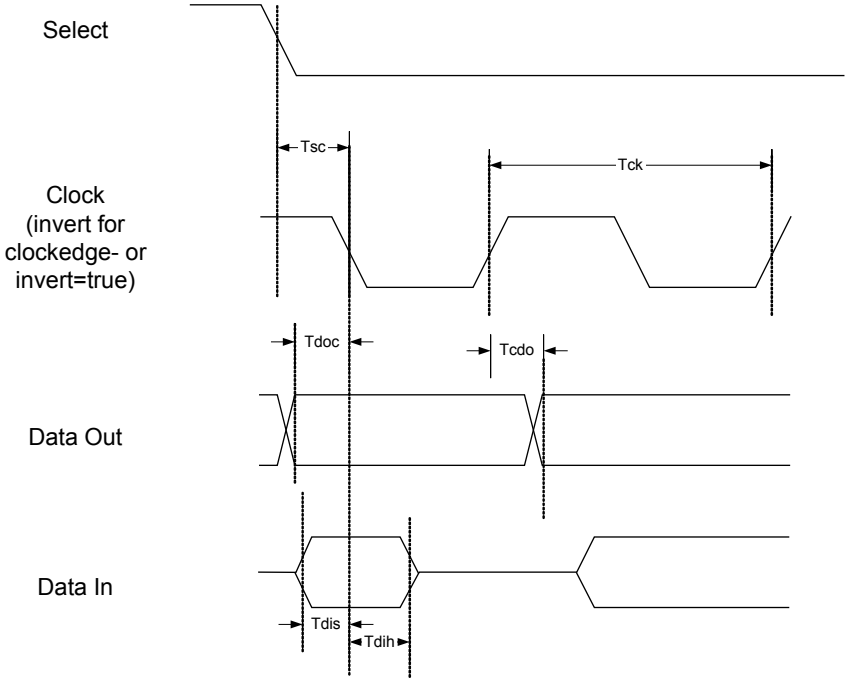 Select
Tsc
Tck
Clock
(invert for
clockedge- or
invert=true)
Tdoc
Tcdo
Data Out
Data In
Tdis
Tdih